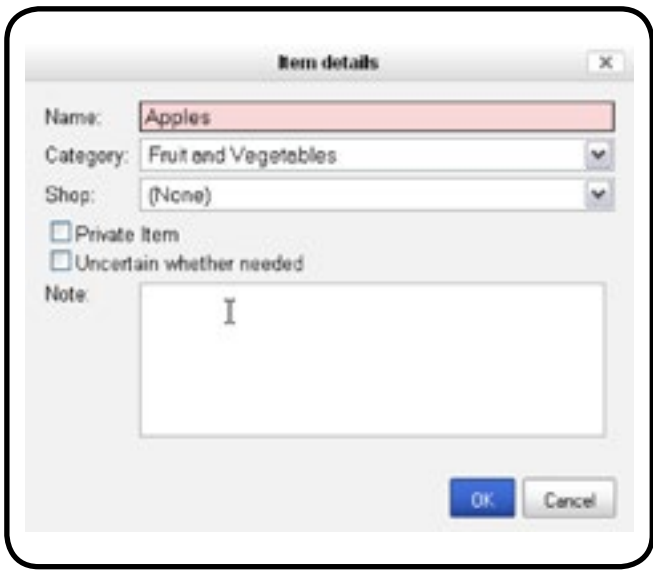 Item details
Name: Apples
Category: Fruit and Vegetables
Shop: (None)
Private Item
Uncertain whether needed
Note:
OK Cancel